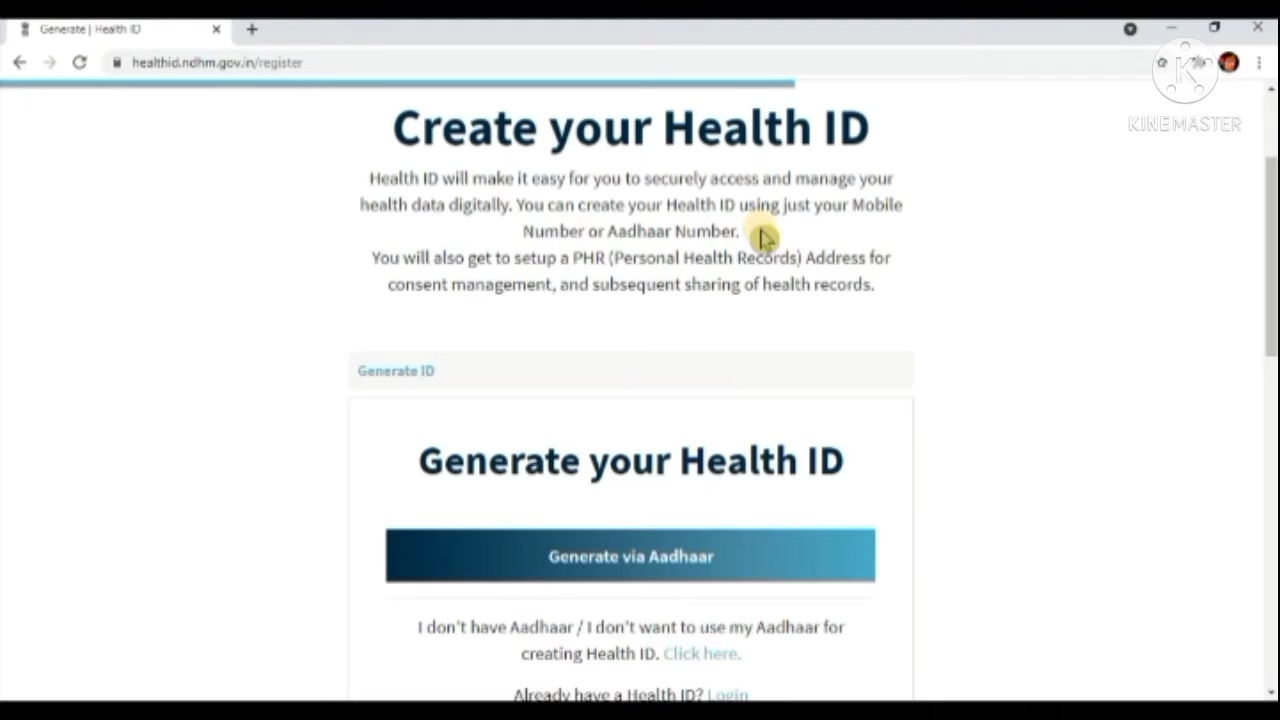 Generate | Health ID
healthid.ndhm.gov.in/register
KINEMASTER
Create your Health ID
Health ID will make it easy for you to securely access and manage your
health data digitally. You can create your Health ID using just your Mobile
Number or Aadhaar Number.
You will also get to setup a PHR (Personal Health Records) Address for
consent management, and subsequent sharing of health records.
Generate ID
Generate your Health ID
Generate via Aadhaar
I don't have Aadhaar / I don't want to use my Aadhaar for
creating Health ID. Click here.
Already have a Health ID? Login